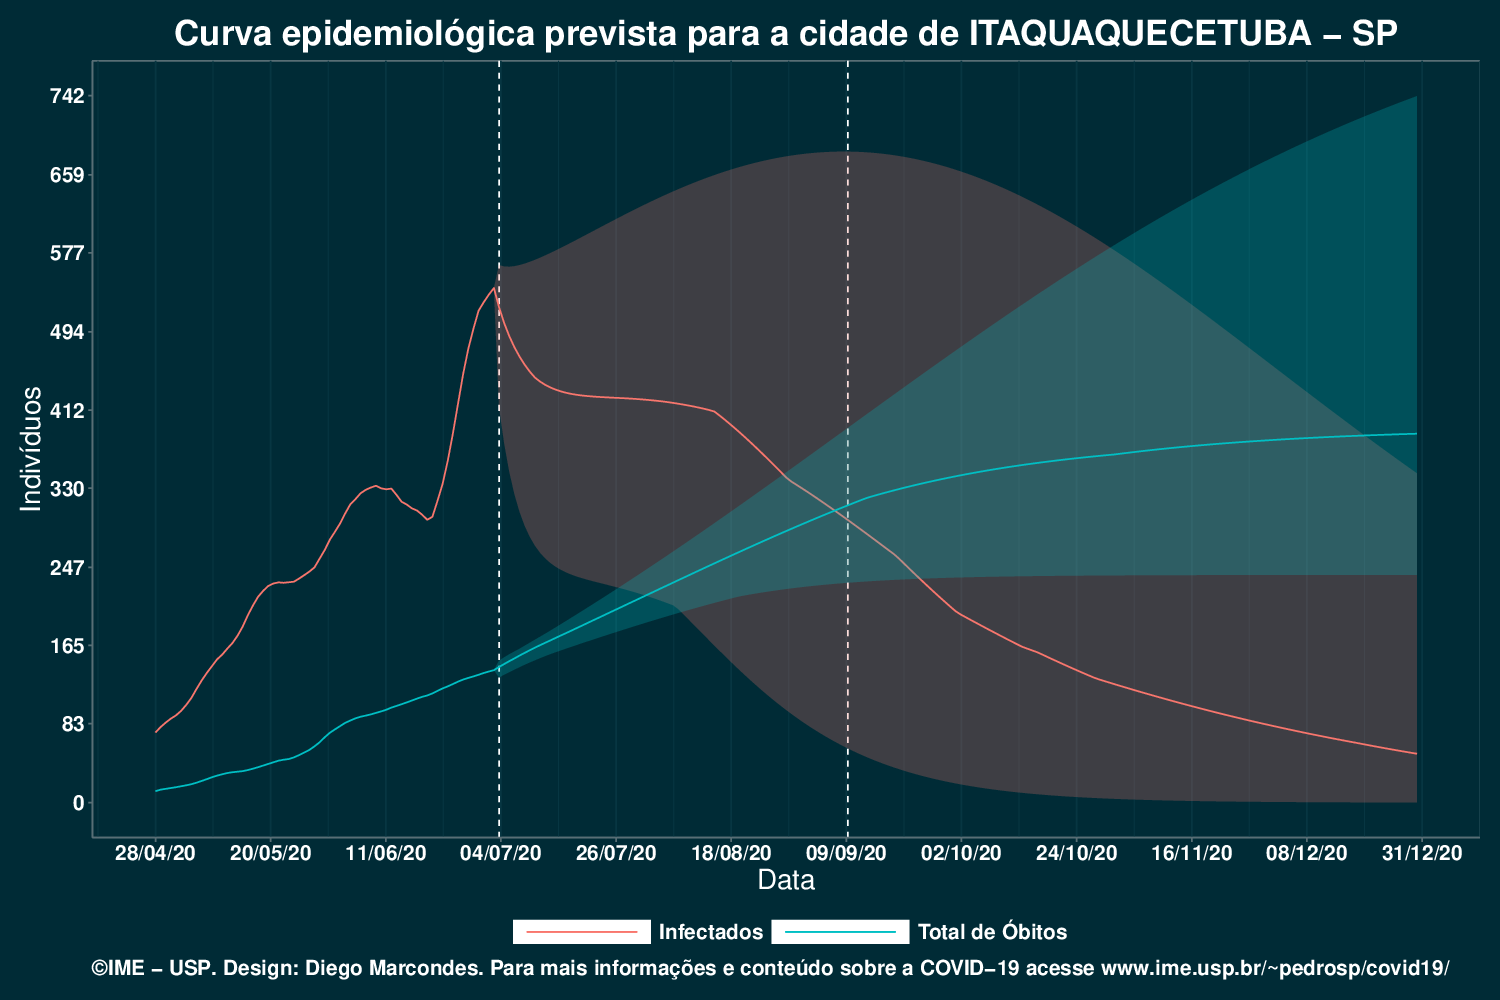 Curva epidemiológica prevista para a cidade de ITAQUAQUECETUBA – SP
742
659
577
494
412
330
247
165
83
0
Indivíduos
28/04/20 20/05/20 11/06/20 04/07/20 26/07/20 18/08/20 09/09/20 02/10/20 24/10/20 16/11/20 08/12/20 31/12/20
Data
Infectados Total de Óbitos
©IME – USP. Design: Diego Marcondes. Para mais informações e conteúdo sobre a COVID–19 acesse www.ime.usp.br/~pedrosp/covid19/